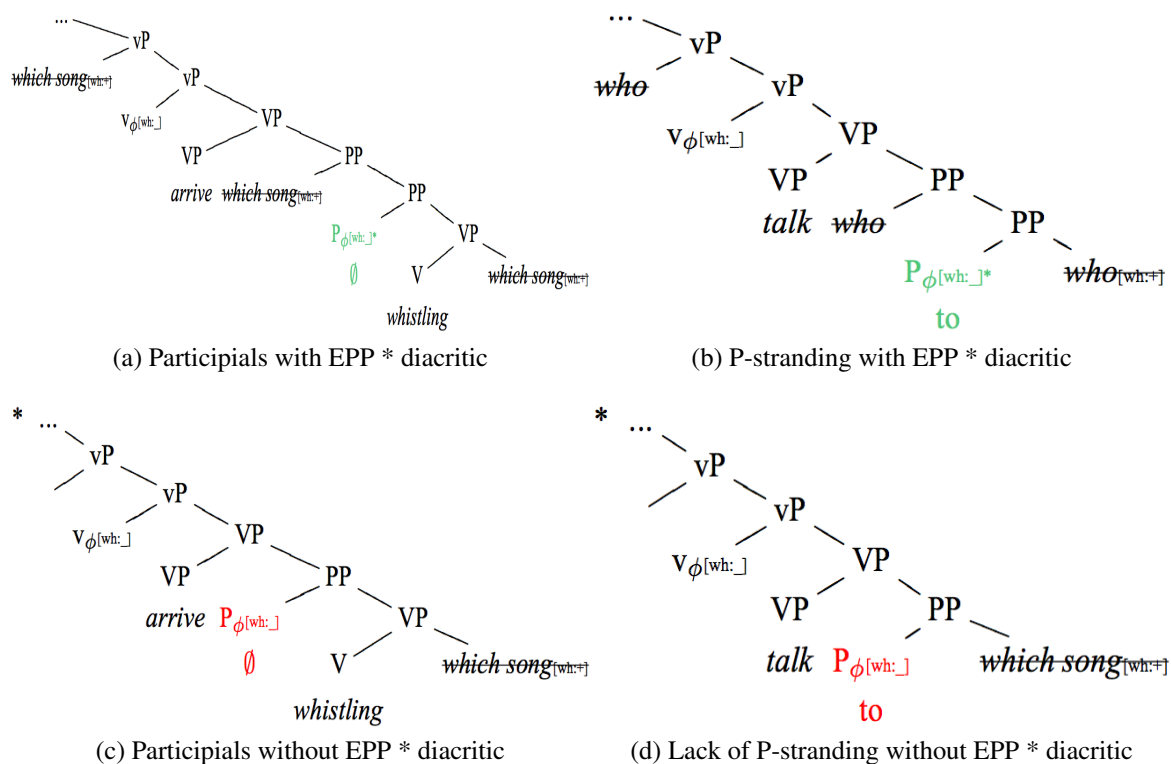 ...
vP
which song[wh:+]
vP
vϕ[wh:_]
VP
VP
PP
arrive which song[wh:+]
PP
Pϕ[wh:_]*
VP
∅
V
which song[wh:+]
whistling
(a) Participials with EPP * diacritic
...
vP
who
vP
vϕ[wh:_]
VP
VP
PP
talk who
PP
Pϕ[wh:_]*
who[wh:+]
to
(b) P-stranding with EPP * diacritic
* ...
vP
vP
vϕ[wh:_]
VP
VP
PP
arrive Pϕ[wh:_]
VP
∅
V
which song[wh:+]
whistling
(c) Participials without EPP * diacritic
* ...
vP
vP
vϕ[wh:_]
VP
VP
PP
talk Pϕ[wh:_]
which song[wh:+]
to
(d) Lack of P-stranding without EPP * diacritic